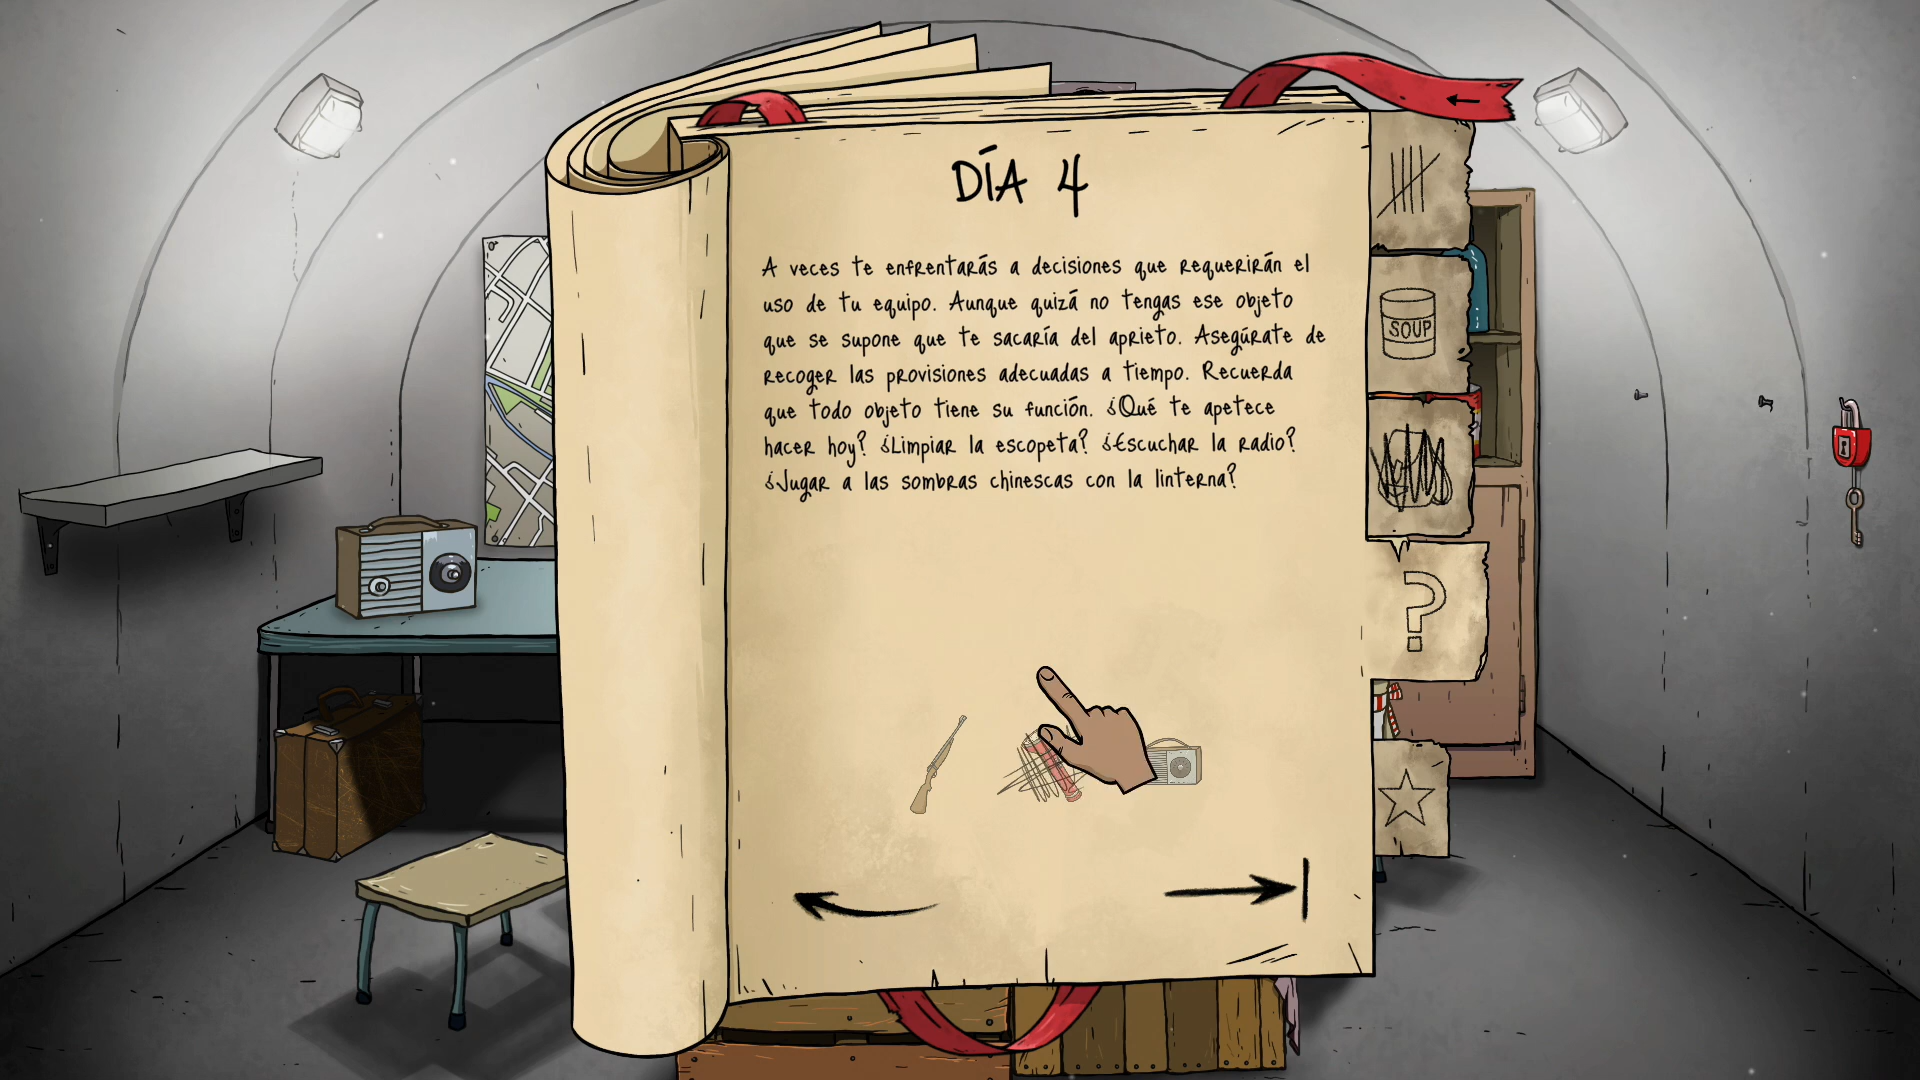 DÍA 4
A veces te enfrentarás a decisiones que requerirán el
uso de tu equipo. Aunque quizá no tengas ese objeto
que se supone que te sacaría del aprieto. Asegúrate de
recoger las provisiones adecuadas a tiempo. Recuerda
que todo objeto tiene su función. ¿Qué te apetece
hacer hoy? ¿Limpiar la escopeta? ¿Escuchar la radio?
¿Jugar a las sombras chinescas con la linterna?
SOUP
?